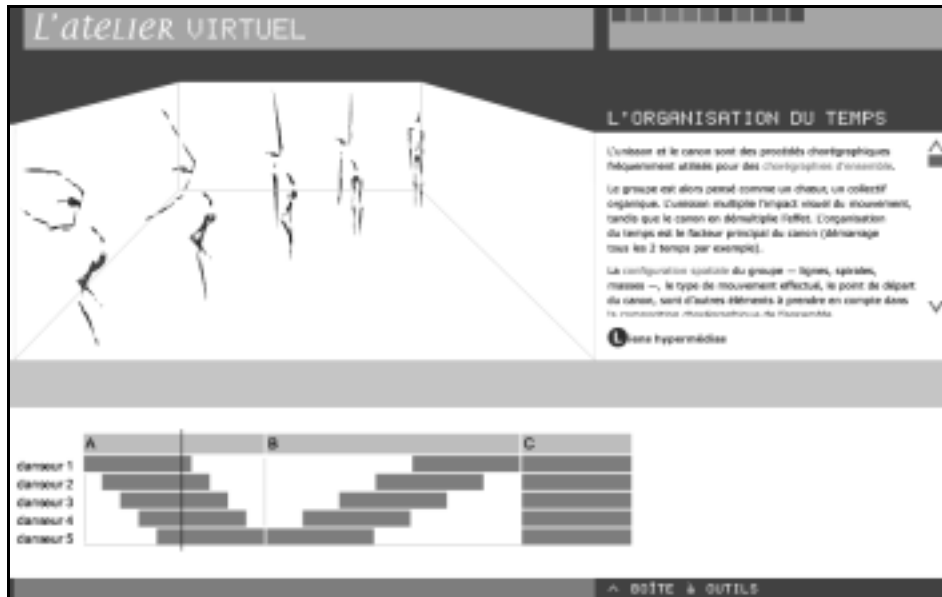 L'atelier VIRTUEL
L'ORGANISATION DU TEMPS
L'unisson et le canon sont des procédés chorégraphiques
fréquemment utilisés pour des chorégraphies d'ensemble.
Le groupe est alors pensé comme un chœur, un collectif
organique. L'unisson multiplie l'impact visuel du mouvement,
tandis que le canon en démultiplie l'effet. L'organisation
du temps est le facteur principal du canon (démarrage
tous les 2 temps par exemple).
La configuration spatiale du groupe — lignes, spirales,
masses —, le type de mouvement effectué, le point de départ
du canon, sont d'autres éléments à prendre en compte dans
la composition chorégraphique de l'ensemble.
Liens hypermédias
A B C
danseur 1
danseur 2
danseur 3
danseur 4
danseur 5
^ BOÎTE à OUTILS